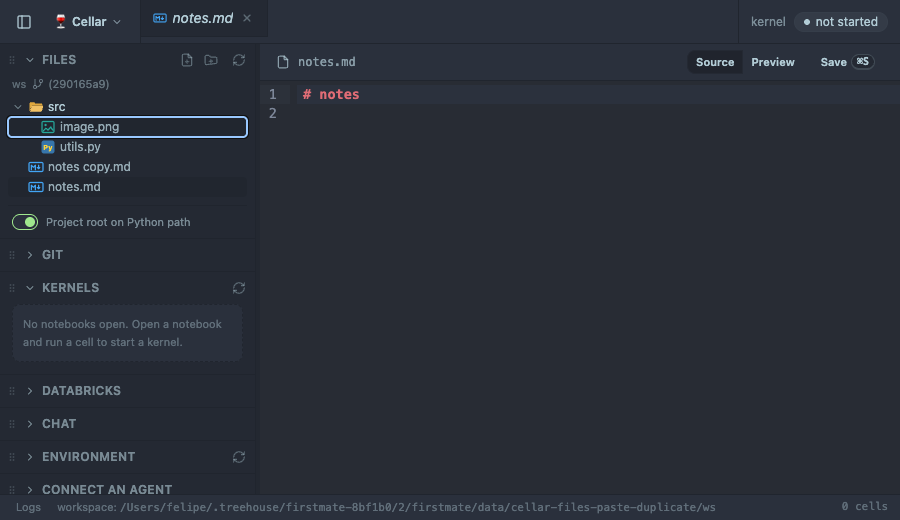 Cellar
notes.md
kernel
not started
FILES
ws (290165a9)
src
image.png
utils.py
notes copy.md
notes.md
Project root on Python path
GIT
KERNELS
No notebooks open. Open a notebook
and run a cell to start a kernel.
DATABRICKS
CHAT
ENVIRONMENT
CONNECT AN AGENT
notes.md
Source
Preview
Save ⌘S
1 # notes
2
Logs
workspace: /Users/felipe/.treehouse/firstmate-8bf1b0/2/firstmate/data/cellar-files-paste-duplicate/ws
0 cells